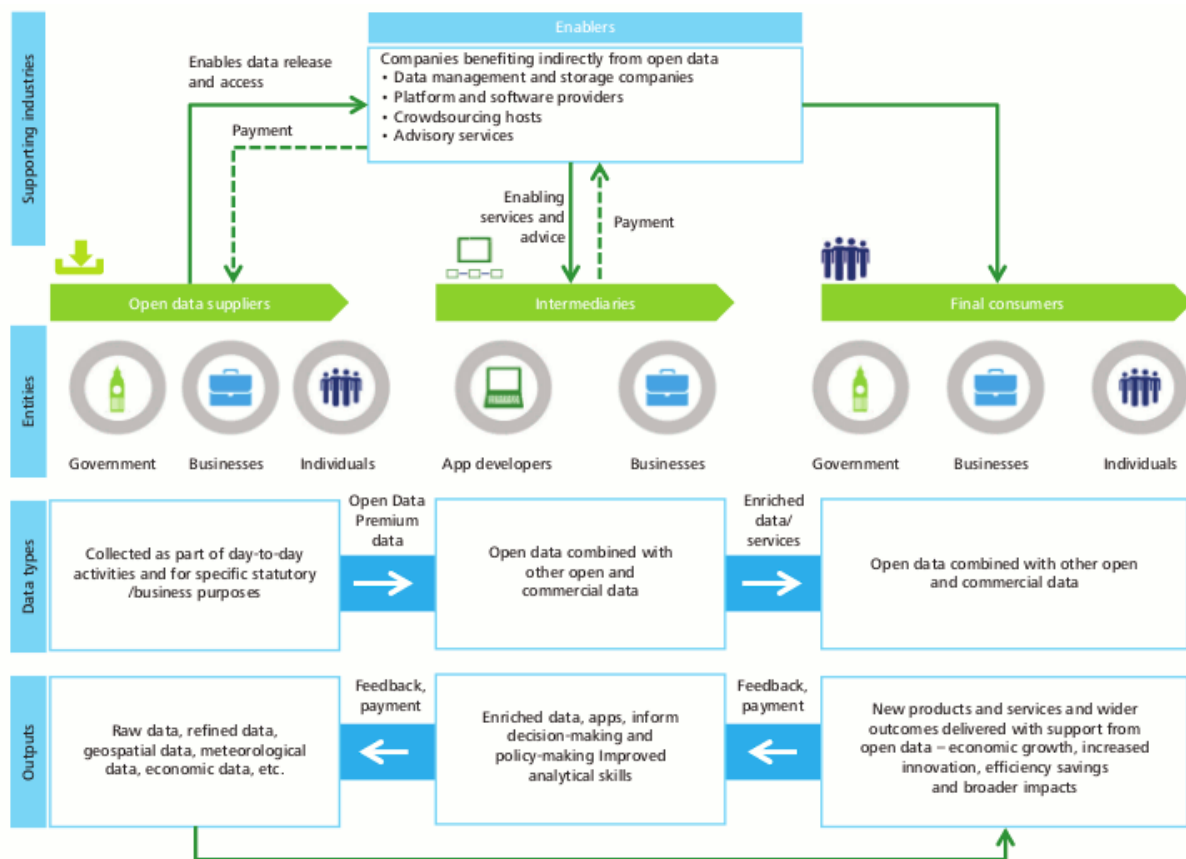 Supporting industries
Enablers
Companies benefiting indirectly from open data
• Data management and storage companies
• Platform and software providers
• Crowdsourcing hosts
• Advisory services
Enables data release
and access
Payment
Enabling
services and
advice
Payment
Open data suppliers
Intermediaries
Final consumers
Entities
Government
Businesses
Individuals
App developers
Businesses
Government
Businesses
Individuals
Data types
Collected as part of day-to-day
activities and for specific statutory
/business purposes
Open Data
Premium
data
Open data combined with
other open and
commercial data
Enriched
data/
services
Open data combined with other open
and commercial data
Outputs
Raw data, refined data,
geospatial data, meteorological
data, economic data, etc.
Feedback,
payment
Enriched data, apps, inform
decision-making and
policy-making Improved
analytical skills
Feedback,
payment
New products and services and wider
outcomes delivered with support from
open data – economic growth, increased
innovation, efficiency savings
and broader impacts